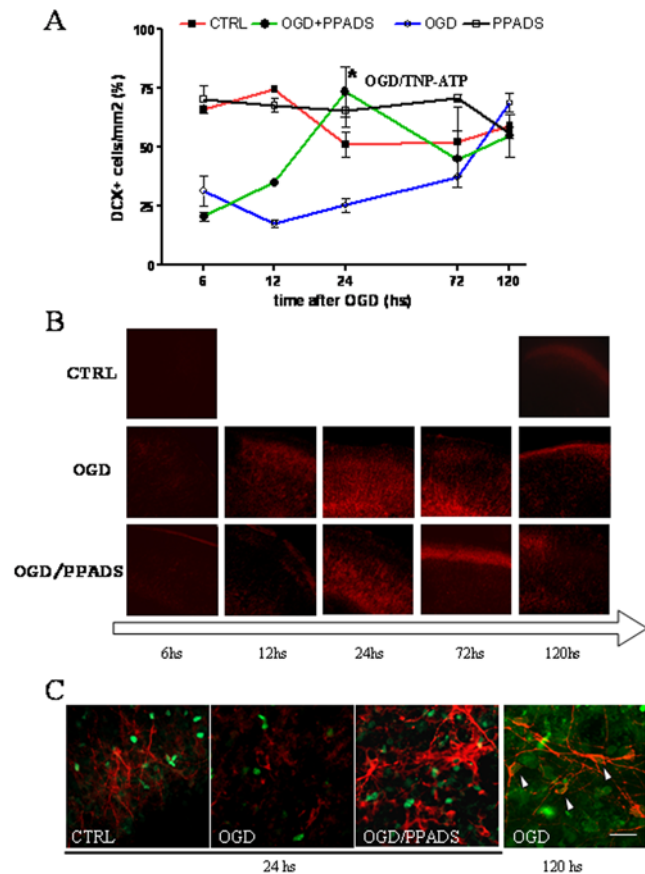 A
CTRL OGD+PPADS OGD PPADS
* OGD/TNP-ATP
DCX+ cells/mm2 (%)
100
75
50
25
0
6 12 24 72 120
time after OGD (hs)
B
CTRL
OGD
OGD/PPADS
6hs 12hs 24hs 72hs 120hs
C
CTRL OGD OGD/PPADS OGD
24 hs 120 hs